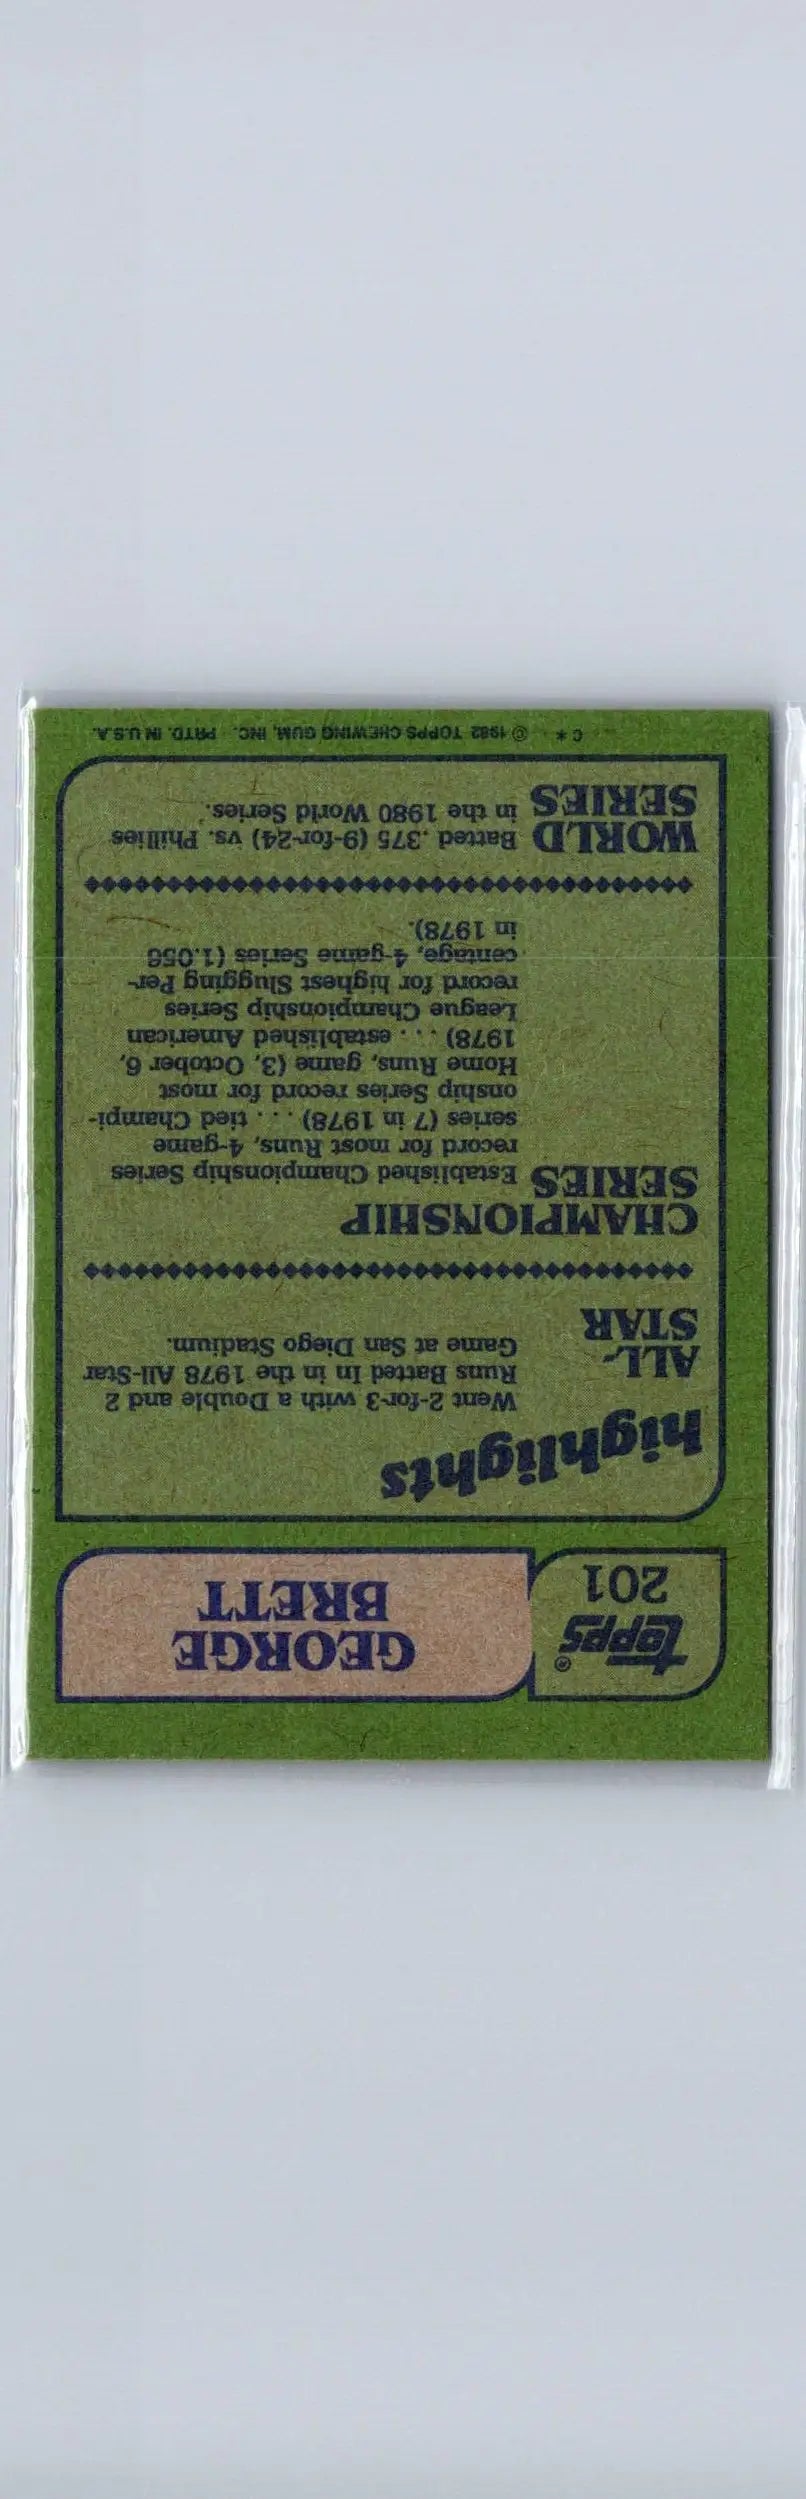 topps®
201
GEORGE
BRETT
highlights
ALL-
STAR
Went 2-for-3 with a Double and 2
Runs Batted In in the 1978 All-Star
Game at San Diego Stadium.
CHAMPIONSHIP
SERIES
Established Championship Series
record for most Runs, 4-game
series (7 in 1978) . . . tied Champi-
onship Series record for most
Home Runs, game (3, October 6,
1978) . . . established American
League Championship Series
record for highest Slugging Per-
centage, 4-game Series (1.056
in 1978).
WORLD
SERIES
Batted .375 (9-for-24) vs. Phillies
in the 1980 World Series.
C* © 1982 TOPPS CHEWING GUM, INC. PRTD. IN U.S.A.